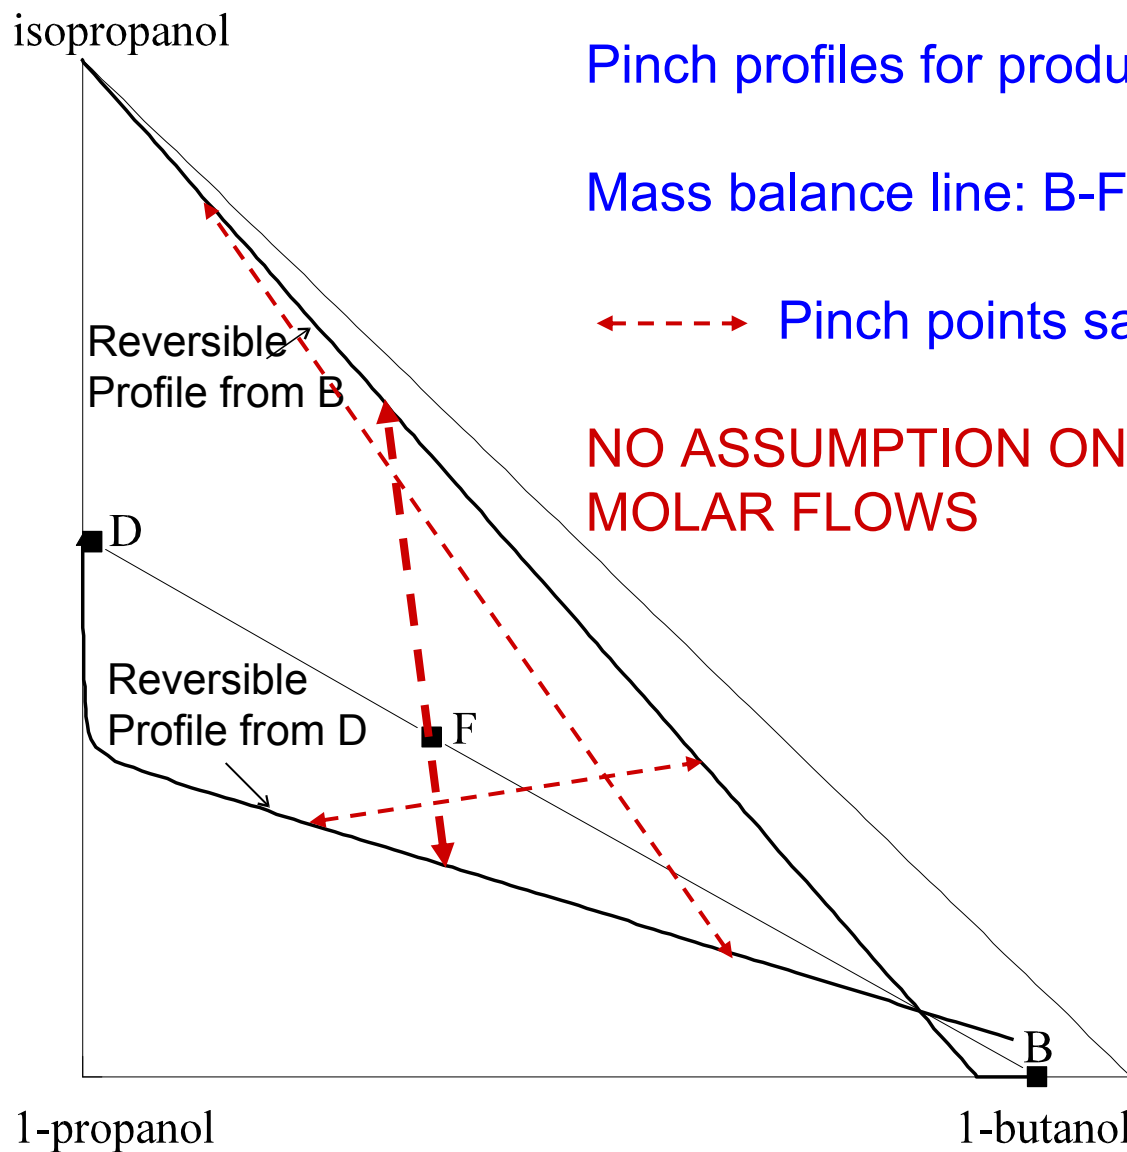 isopropanol
Pinch profiles for produ
Mass balance line: B-F
Pinch points sa
Reversible
Profile from B
NO ASSUMPTION ON
MOLAR FLOWS
D
Reversible
Profile from D
F
B
1-propanol
1-butanol